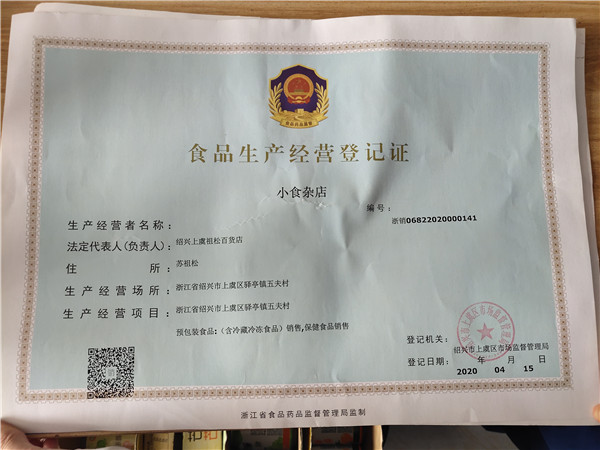 食品药品监督
食品生产经营登记证
小食杂店
编号：
浙销06822020000141
生产经营者名称：
绍兴上虞祖松百货店
法定代表人(负责人)：
苏祖松
住所：
浙江省绍兴市上虞区驿亭镇五夫村
生产经营场所：
浙江省绍兴市上虞区驿亭镇五夫村
生产经营项目：
预包装食品:（含冷藏冷冻食品）销售,保健食品销售
登记机关：
绍兴市上虞区市场监督管理局
登记日期：
年 月 日
2020 04 15
浙江省食品药品监督管理局监制